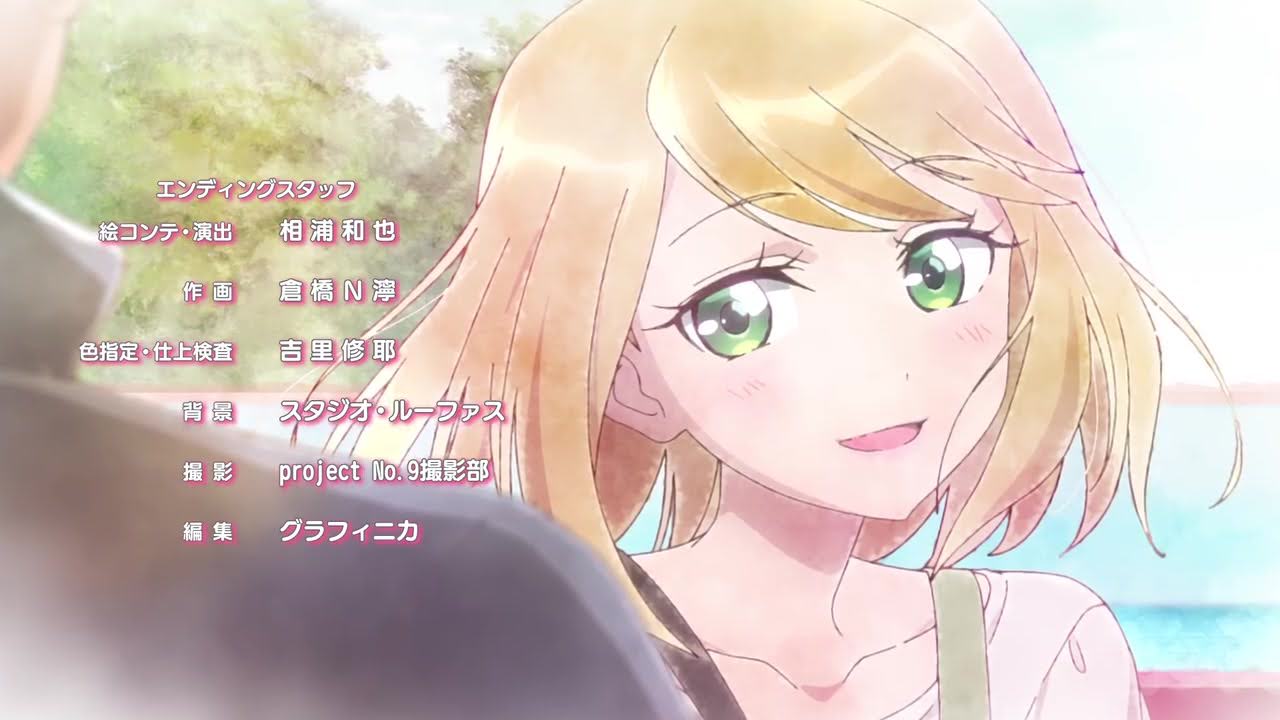 エンディングスタッフ
絵コンテ・演出 相浦和也
作画 倉橋N濘
色指定・仕上検査 吉里修耶
背景 スタジオ・ルーファス
撮影 project No.9撮影部
編集 グラフィニカ